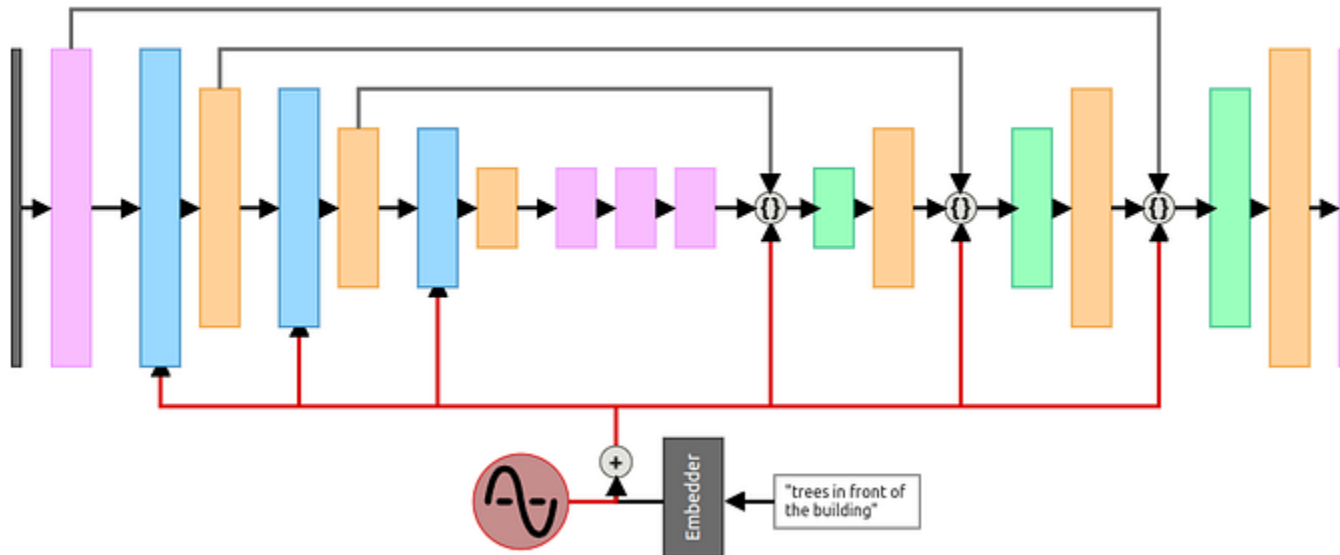 {}
{}
{}
+
Embedder
"trees in front of
the building"